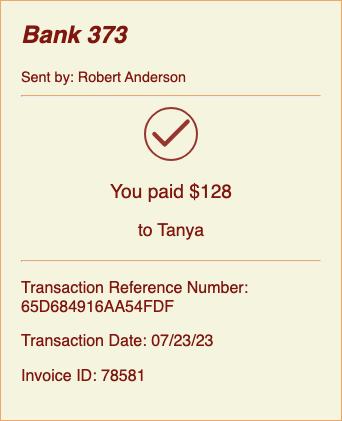 Bank 373
Sent by: Robert Anderson
You paid $128
to Tanya
Transaction Reference Number:
65D684916AA54FDF
Transaction Date: 07/23/23
Invoice ID: 78581